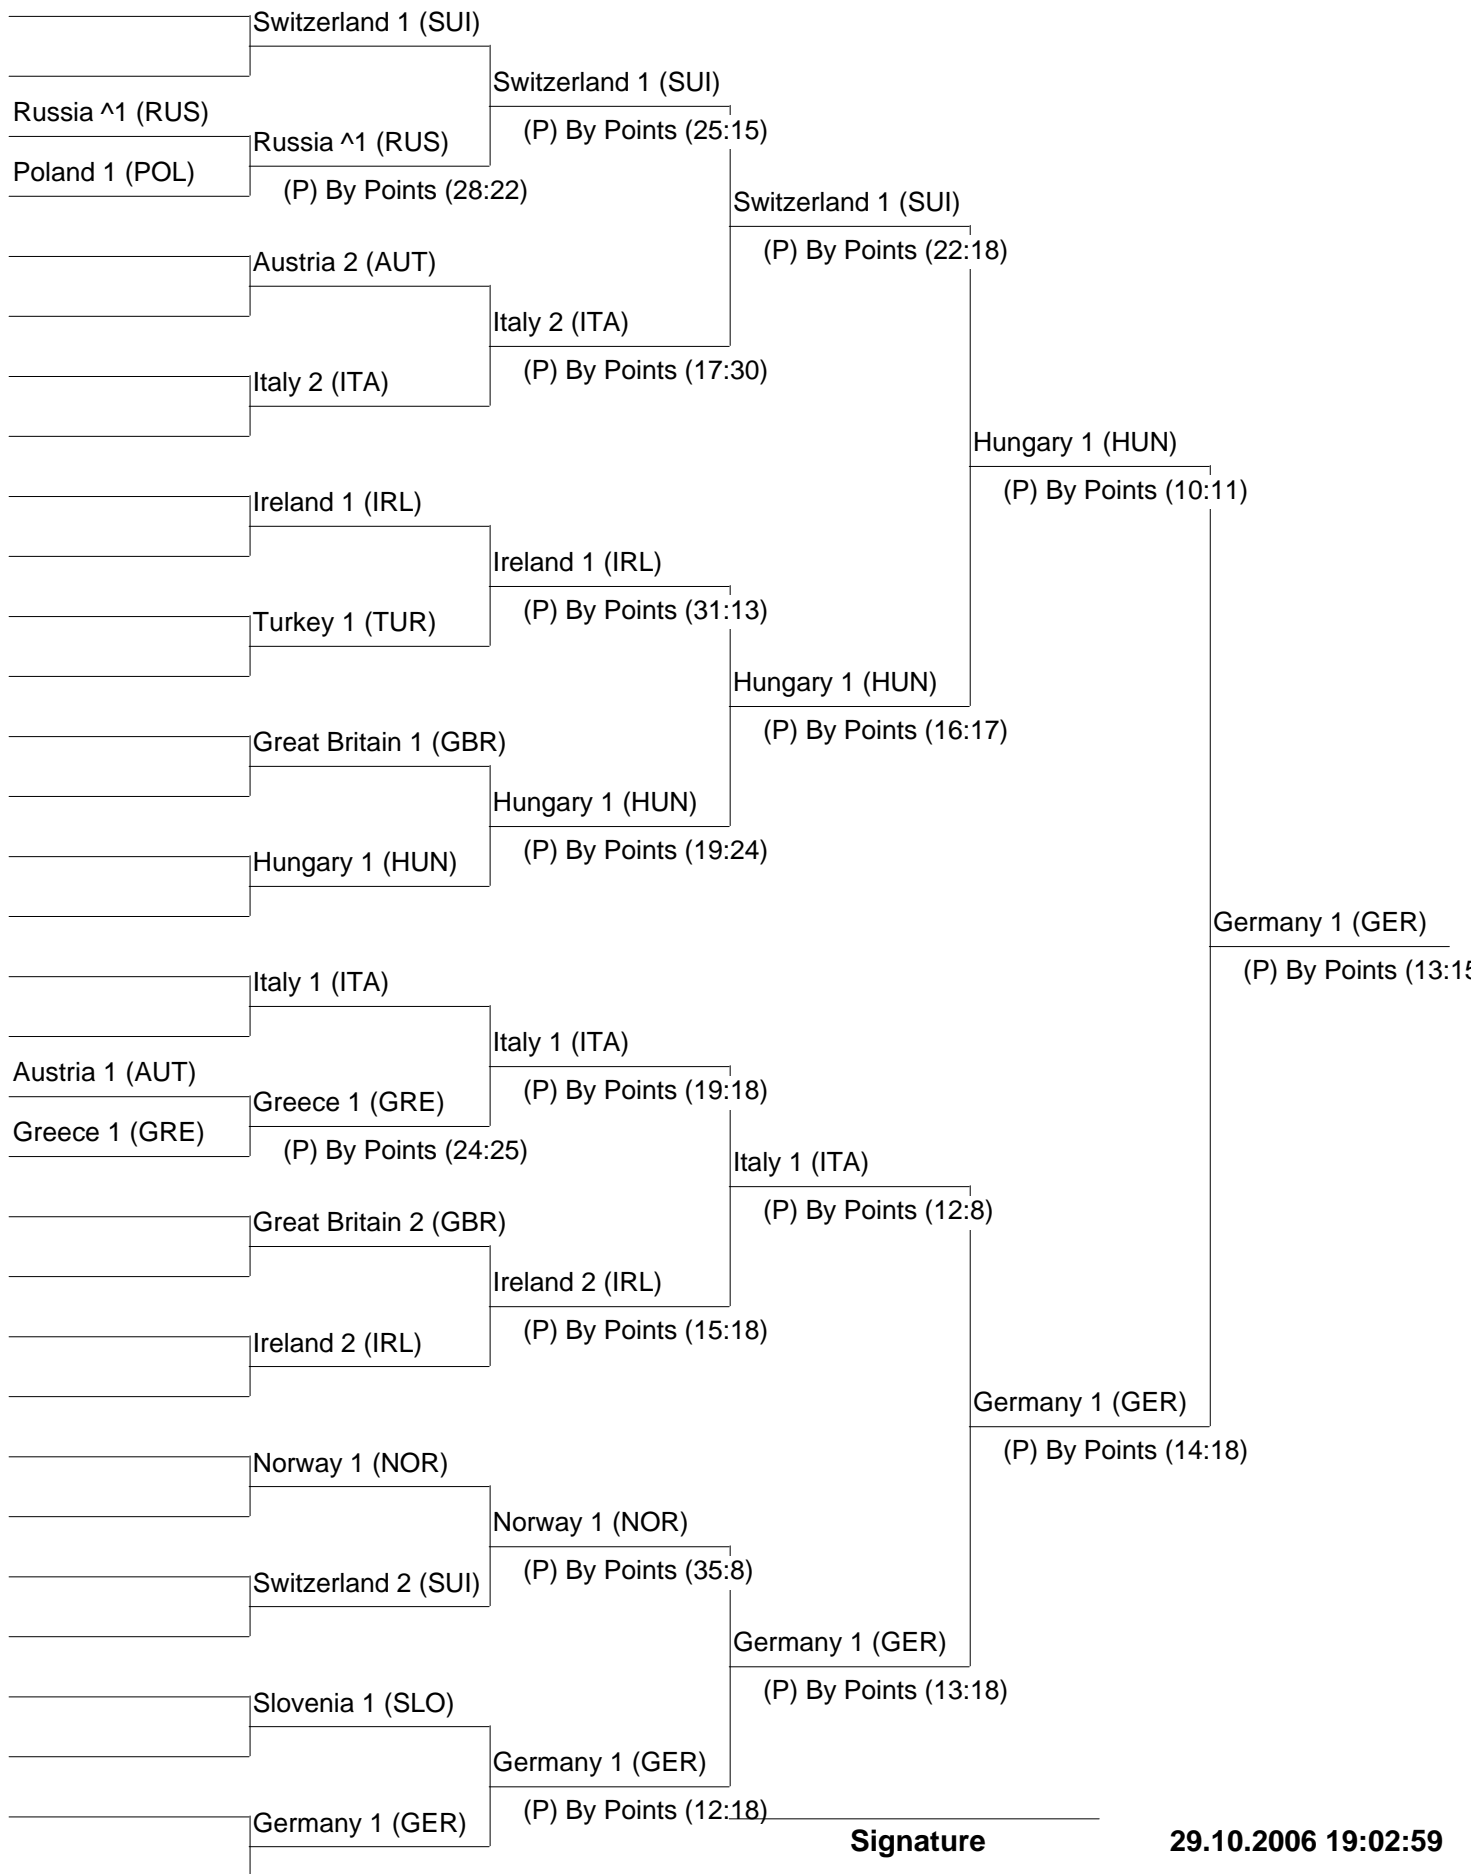 Switzerland 1 (SUI)
Switzerland 1 (SUI)
Russia ^1 (RUS)
(P) By Points (25:15)
Russia ^1 (RUS)
Poland 1 (POL)
(P) By Points (28:22)
Switzerland 1 (SUI)
(P) By Points (22:18)
Austria 2 (AUT)
Italy 2 (ITA)
(P) By Points (17:30)
Italy 2 (ITA)
Hungary 1 (HUN)
(P) By Points (10:11)
Ireland 1 (IRL)
Ireland 1 (IRL)
(P) By Points (31:13)
Turkey 1 (TUR)
Hungary 1 (HUN)
(P) By Points (16:17)
Great Britain 1 (GBR)
Hungary 1 (HUN)
(P) By Points (19:24)
Hungary 1 (HUN)
Germany 1 (GER)
(P) By Points (13:15
Italy 1 (ITA)
Italy 1 (ITA)
Austria 1 (AUT)
(P) By Points (19:18)
Greece 1 (GRE)
Greece 1 (GRE)
(P) By Points (24:25)
Italy 1 (ITA)
(P) By Points (12:8)
Great Britain 2 (GBR)
Ireland 2 (IRL)
(P) By Points (15:18)
Ireland 2 (IRL)
Germany 1 (GER)
(P) By Points (14:18)
Norway 1 (NOR)
Norway 1 (NOR)
(P) By Points (35:8)
Switzerland 2 (SUI)
Germany 1 (GER)
(P) By Points (13:18)
Slovenia 1 (SLO)
Germany 1 (GER)
(P) By Points (12:18)
Germany 1 (GER)
Signature
29.10.2006 19:02:59